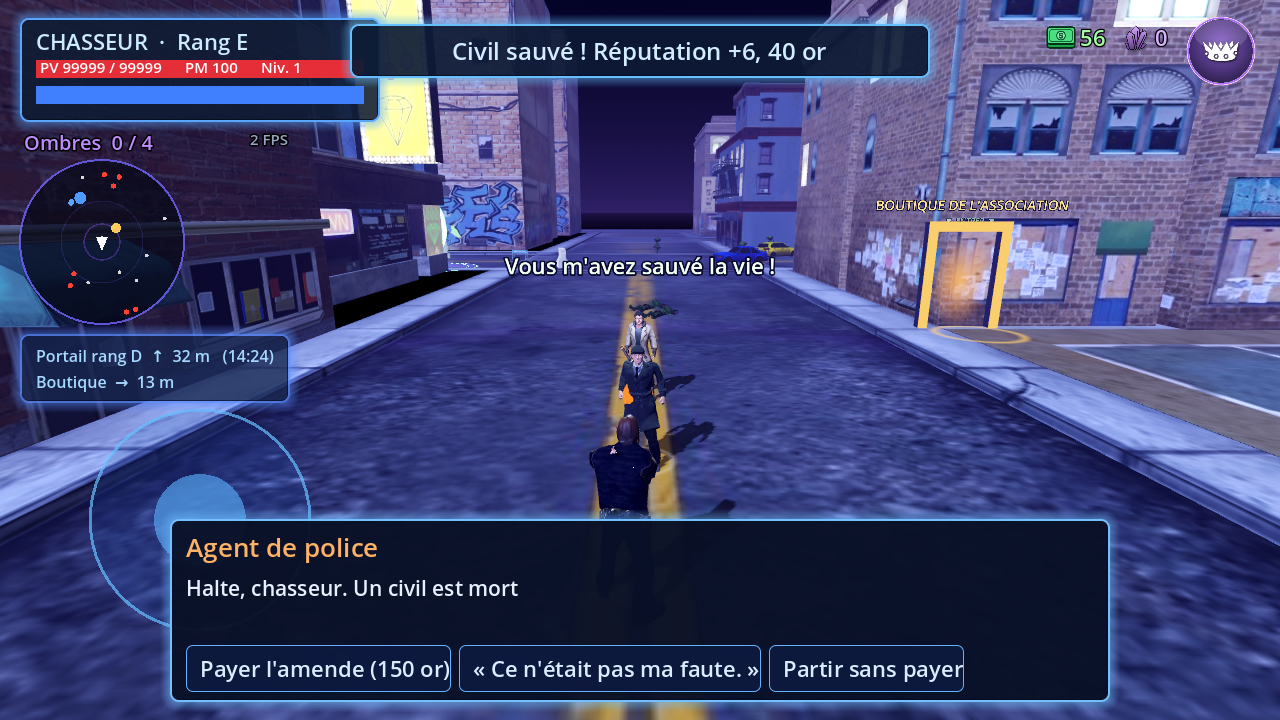 CHASSEUR · Rang E
PV 99999 / 99999 PM 100 Niv. 1
Civil sauvé ! Réputation +6, 40 or
56
0
Ombres 0 / 4
2 FPS
BOUTIQUE DE L'ASSOCIATION
Vous m'avez sauvé la vie !
Portail rang D ↑ 32 m (14:24)
Boutique → 13 m
Agent de police
Halte, chasseur. Un civil est mort
Payer l'amende (150 or)
« Ce n'était pas ma faute. »
Partir sans payer